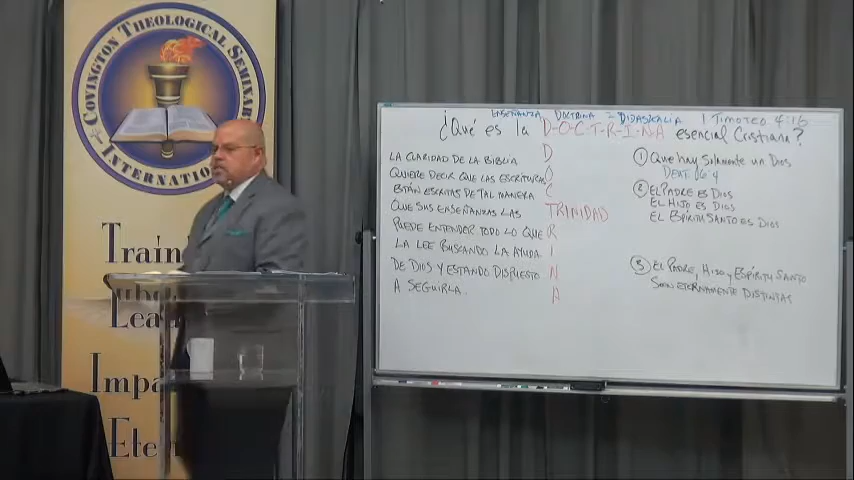 COVINGTON THEOLOGICAL SEMINARY
INTERNATIONAL
Train
Lead
Impa
Eter
ENSEÑANZA DOCTRINA = DIDASKALIA 1 TIMOTEO 4:16
¿Qué es la D-O-C-T-R-I-N-A esencial Cristiana?
LA CLARIDAD DE LA BIBLIA
QUIERE DECIR QUE LAS ESCRITURAS
ESTÁN ESCRITAS DE TAL MANERA
QUE SUS ENSEÑANZAS LAS
PUEDE ENTENDER TODO LO QUE
LA LEE BUSCANDO LA AYUDA
DE DIOS Y ESTANDO DISPUESTO
A SEGUIRLA.
D
O
C
TRINIDAD
R
I
N
A
① Que hay Solamente un Dios
DEUT. 6:4
② EL PADRE ES DIOS
EL HIJO ES DIOS
EL ESPÍRITU SANTO ES DIOS
③ EL PADRE, HIJO Y ESPÍRITU SANTO
SON ETERNAMENTE DISTINTAS